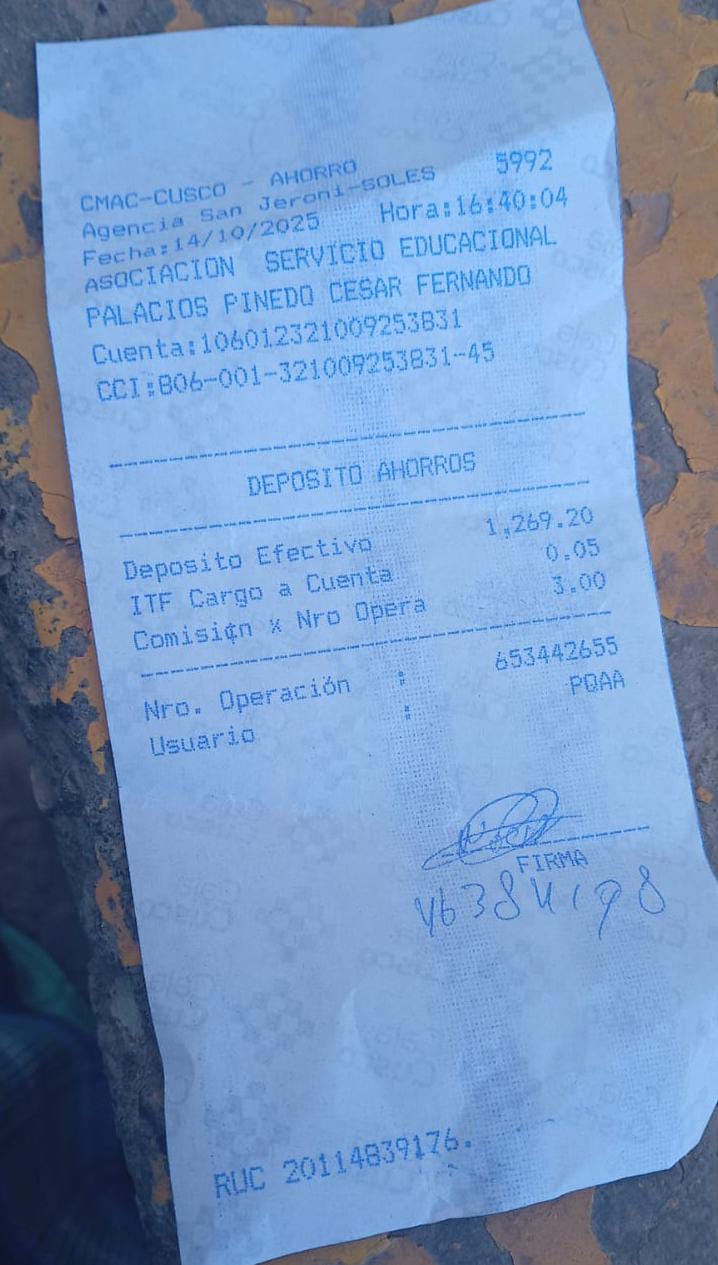 CMAC-CUSCO - AHORRO 5992
Agencia San Jeroni-SOLES
Fecha:14/10/2025 Hora:16:40:04
ASOCIACION SERVICIO EDUCACIONAL
PALACIOS PINEDO CESAR FERNANDO
Cuenta:106012321009253831
CCI:806-001-321009253831-45
DEPOSITO AHORROS
Deposito Efectivo 1,269.20
ITF Cargo a Cuenta 0.05
Comisi¢n x Nro Opera 3.00
Nro. Operación : 653442655
Usuario : PQAA
FIRMA
RUC 20114839176.